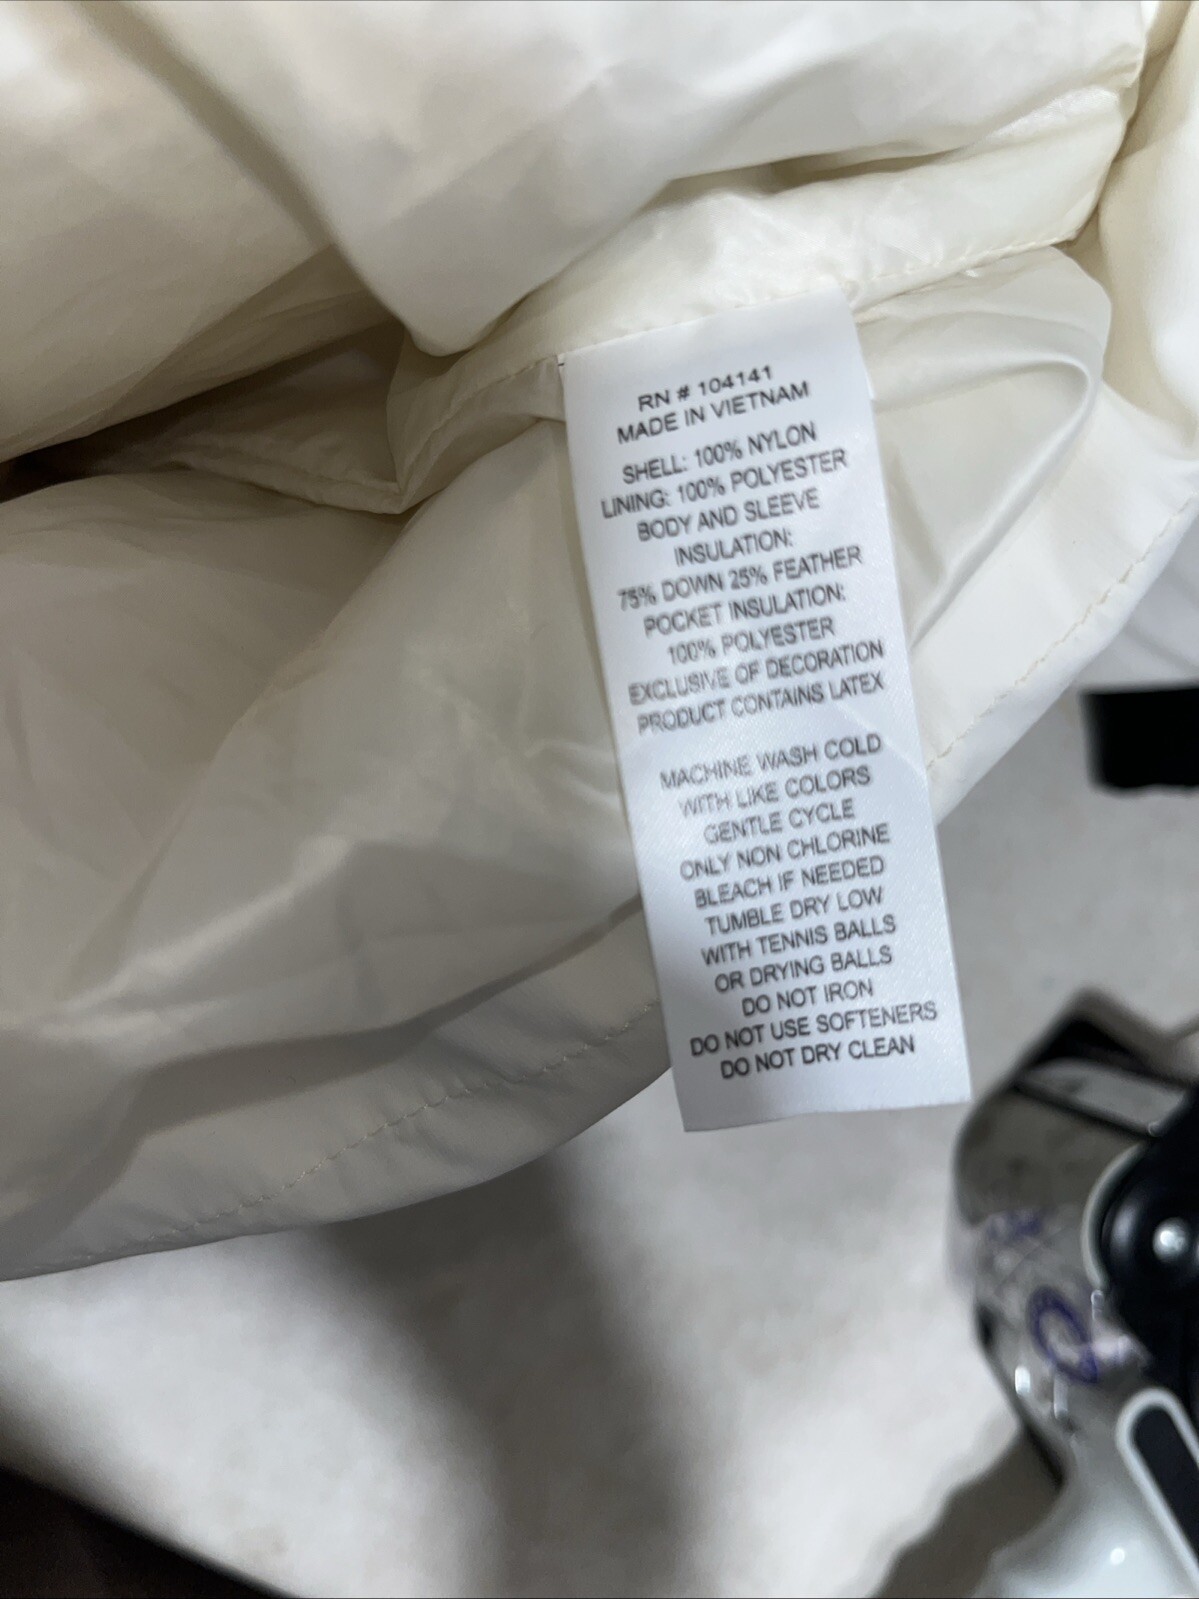 RN # 104141
MADE IN VIETNAM
SHELL: 100% NYLON
LINING: 100% POLYESTER
BODY AND SLEEVE
INSULATION:
75% DOWN 25% FEATHER
POCKET INSULATION:
100% POLYESTER
EXCLUSIVE OF DECORATION
PRODUCT CONTAINS LATEX
MACHINE WASH COLD
WITH LIKE COLORS
GENTLE CYCLE
ONLY NON CHLORINE
BLEACH IF NEEDED
TUMBLE DRY LOW
WITH TENNIS BALLS
OR DRYING BALLS
DO NOT IRON
DO NOT USE SOFTENERS
DO NOT DRY CLEAN